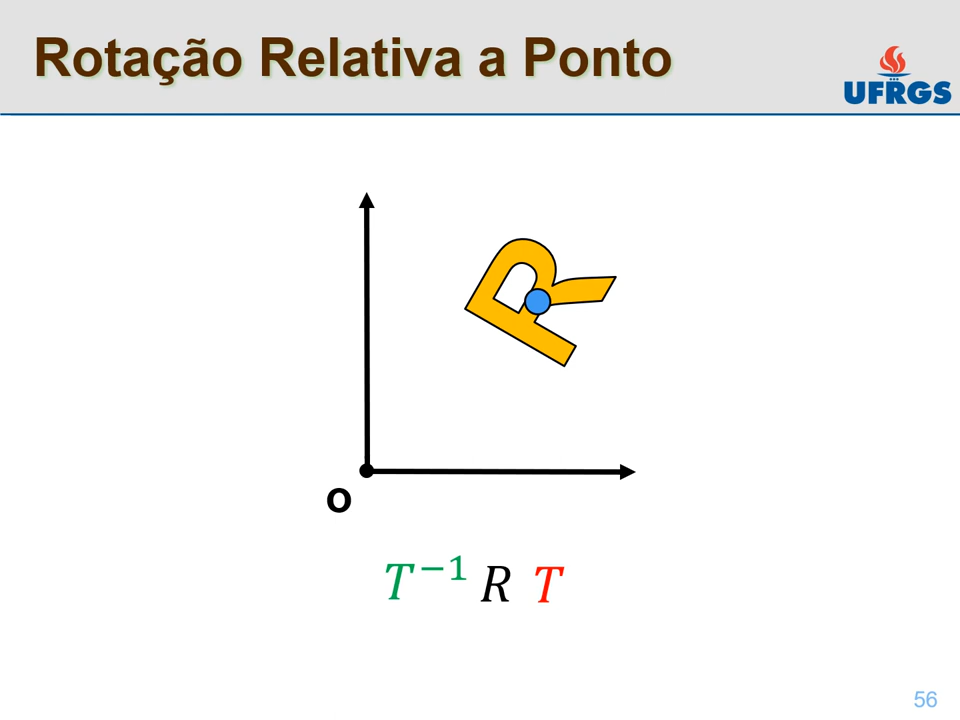 Rotação Relativa a Ponto
UFRGS
R
o
T⁻¹ R T
56